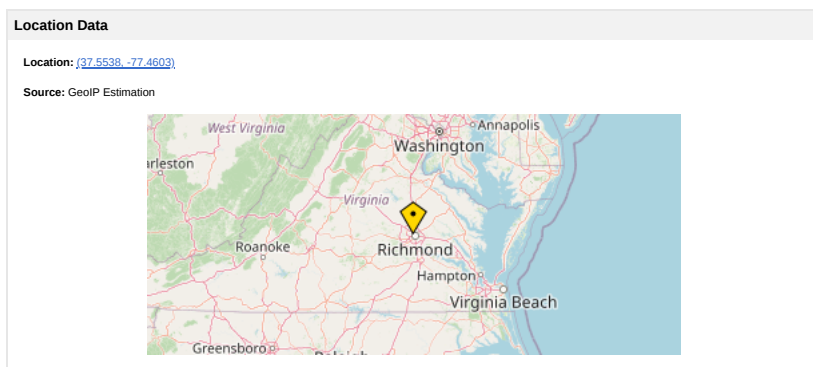 Location Data
Location: (37.5538, -77.4603)
Source: GeoIP Estimation
West Virginia
Annapolis
Washington
arleston
Virginia
Roanoke
Richmond
Hampton
Virginia Beach
Greensboro